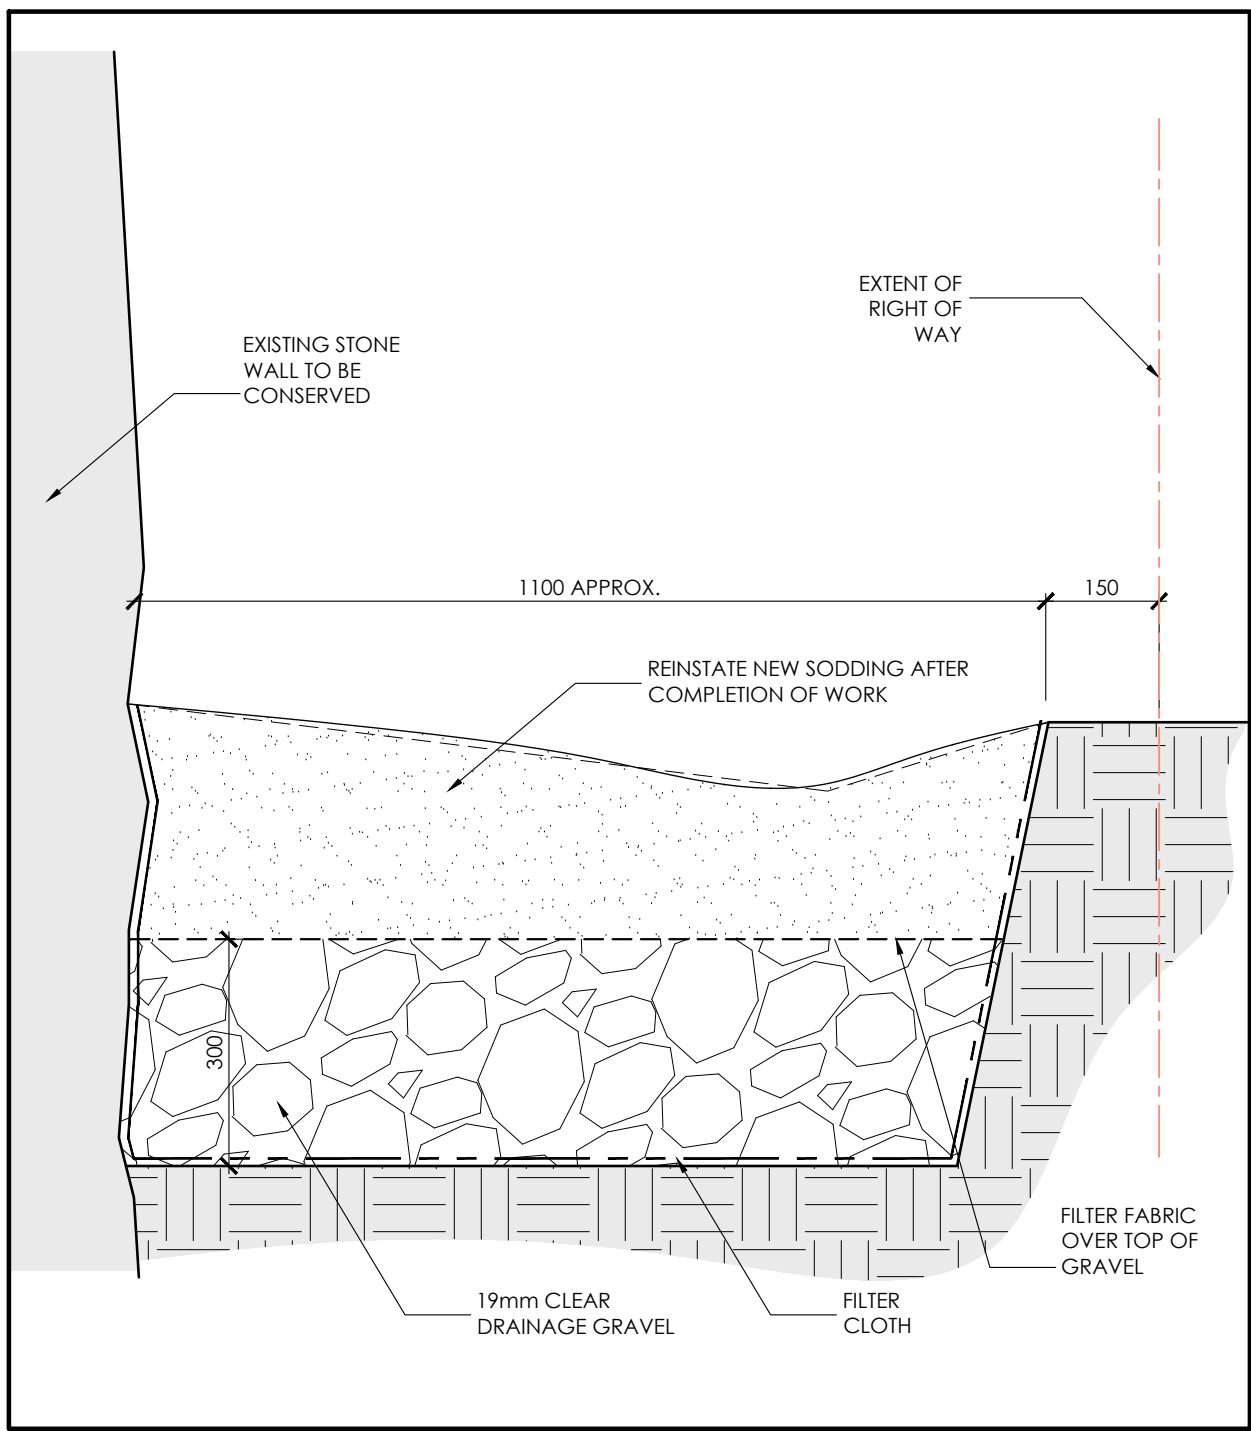 EXTENT OF
RIGHT OF
WAY
EXISTING STONE
WALL TO BE
CONSERVED
1100 APPROX.
150
REINSTATE NEW SODDING AFTER
COMPLETION OF WORK
300
FILTER FABRIC
OVER TOP OF
GRAVEL
19mm CLEAR
DRAINAGE GRAVEL
FILTER
CLOTH